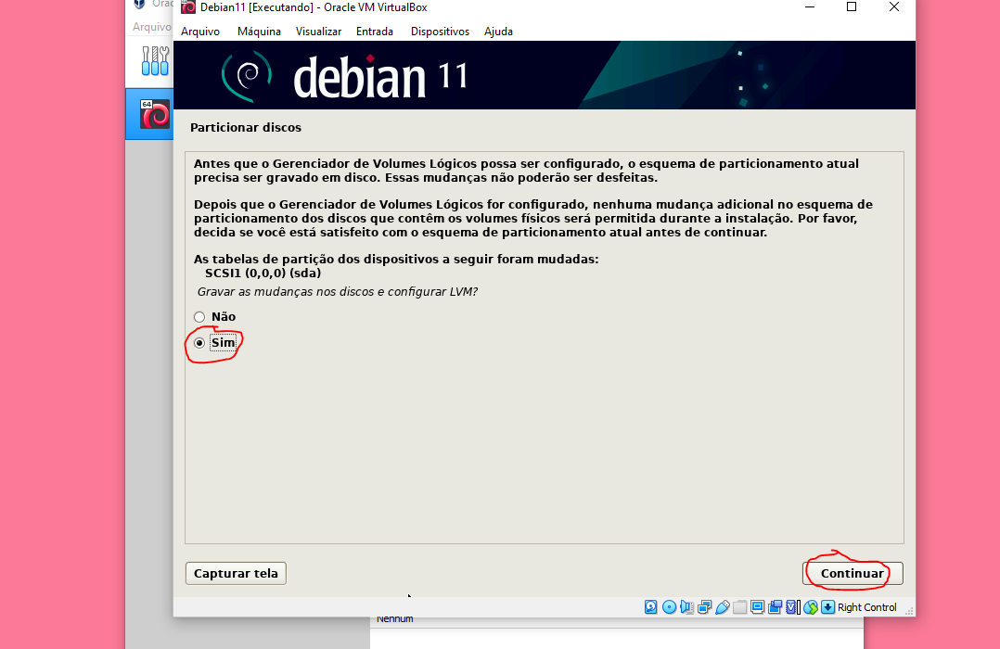 Orac
Debian11 [Executando] - Oracle VM VirtualBox
Arquivo
Arquivo Máquina Visualizar Entrada Dispositivos Ajuda
64
debian 11
Particionar discos
Antes que o Gerenciador de Volumes Lógicos possa ser configurado, o esquema de particionamento atual
precisa ser gravado em disco. Essas mudanças não poderão ser desfeitas.
Depois que o Gerenciador de Volumes Lógicos for configurado, nenhuma mudança adicional no esquema de
particionamento dos discos que contêm os volumes físicos será permitida durante a instalação. Por favor,
decida se você está satisfeito com o esquema de particionamento atual antes de continuar.
As tabelas de partição dos dispositivos a seguir foram mudadas:
SCSI1 (0,0,0) (sda)
Gravar as mudanças nos discos e configurar LVM?
Não
Sim
Capturar tela
Continuar
Right Control
Nenhum